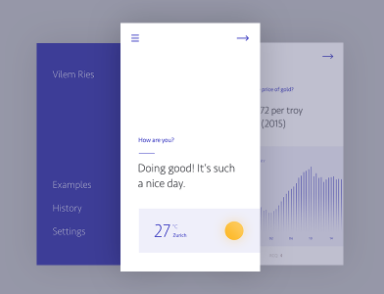 Vilem Ries
Examples
History
Settings
How are you?
Doing good! It's such
a nice day.
27 °C
Zurich
price of gold?
72 per troy
(2015)